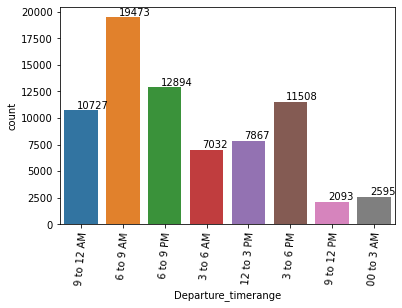 20000
17500
15000
12500
10000
7500
5000
2500
0
count
10727
19473
12894
7032
7867
11508
2093
2595
9 to 12 AM
6 to 9 AM
6 to 9 PM
3 to 6 AM
12 to 3 PM
3 to 6 PM
9 to 12 PM
00 to 3 AM
Departure_timerange